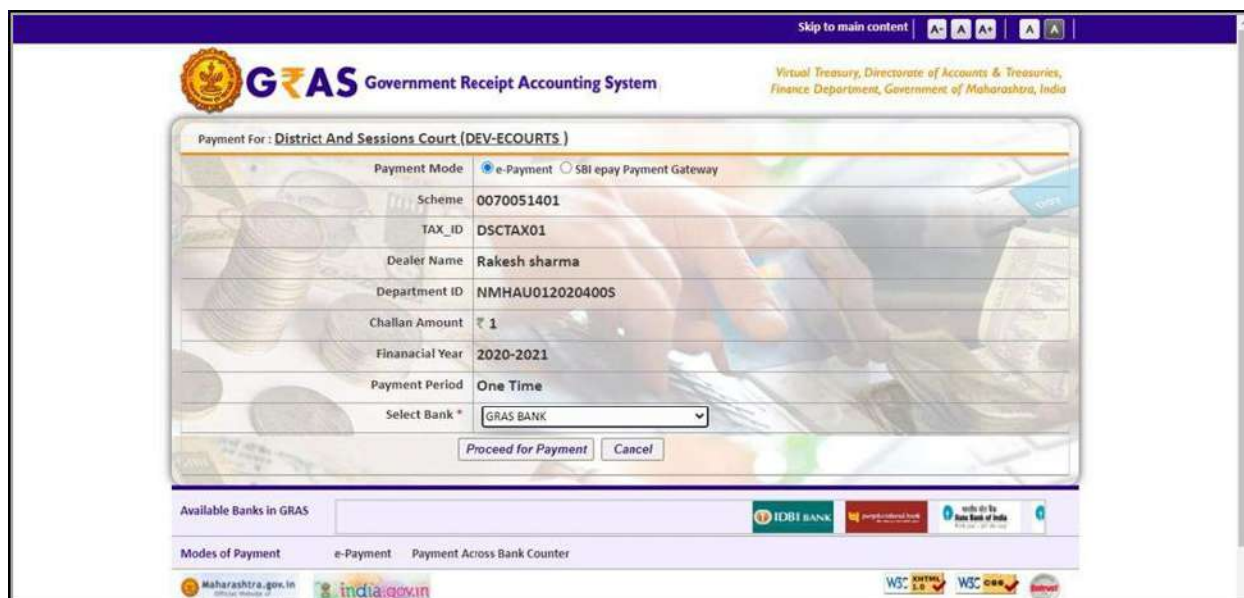 Skip to main content A- A A+ A A
G₹AS Government Receipt Accounting System
Virtual Treasury, Directorate of Accounts & Treasuries,
Finance Department, Government of Maharashtra, India
Payment For : District And Sessions Court (DEV-ECOURTS )
Payment Mode e-Payment SBI epay Payment Gateway
Scheme 0070051401
TAX_ID DSCTAX01
Dealer Name Rakesh sharma
Department ID NMHAU012020400S
Challan Amount ₹ 1
Finanacial Year 2020-2021
Payment Period One Time
Select Bank * GRAS BANK
Proceed for Payment Cancel
Available Banks in GRAS IDBI BANK punjab national bank State Bank of India
Modes of Payment e-Payment Payment Across Bank Counter
Maharashtra.gov.in india.gov.in W3C XHTML 1.0 W3C CSS Entrust